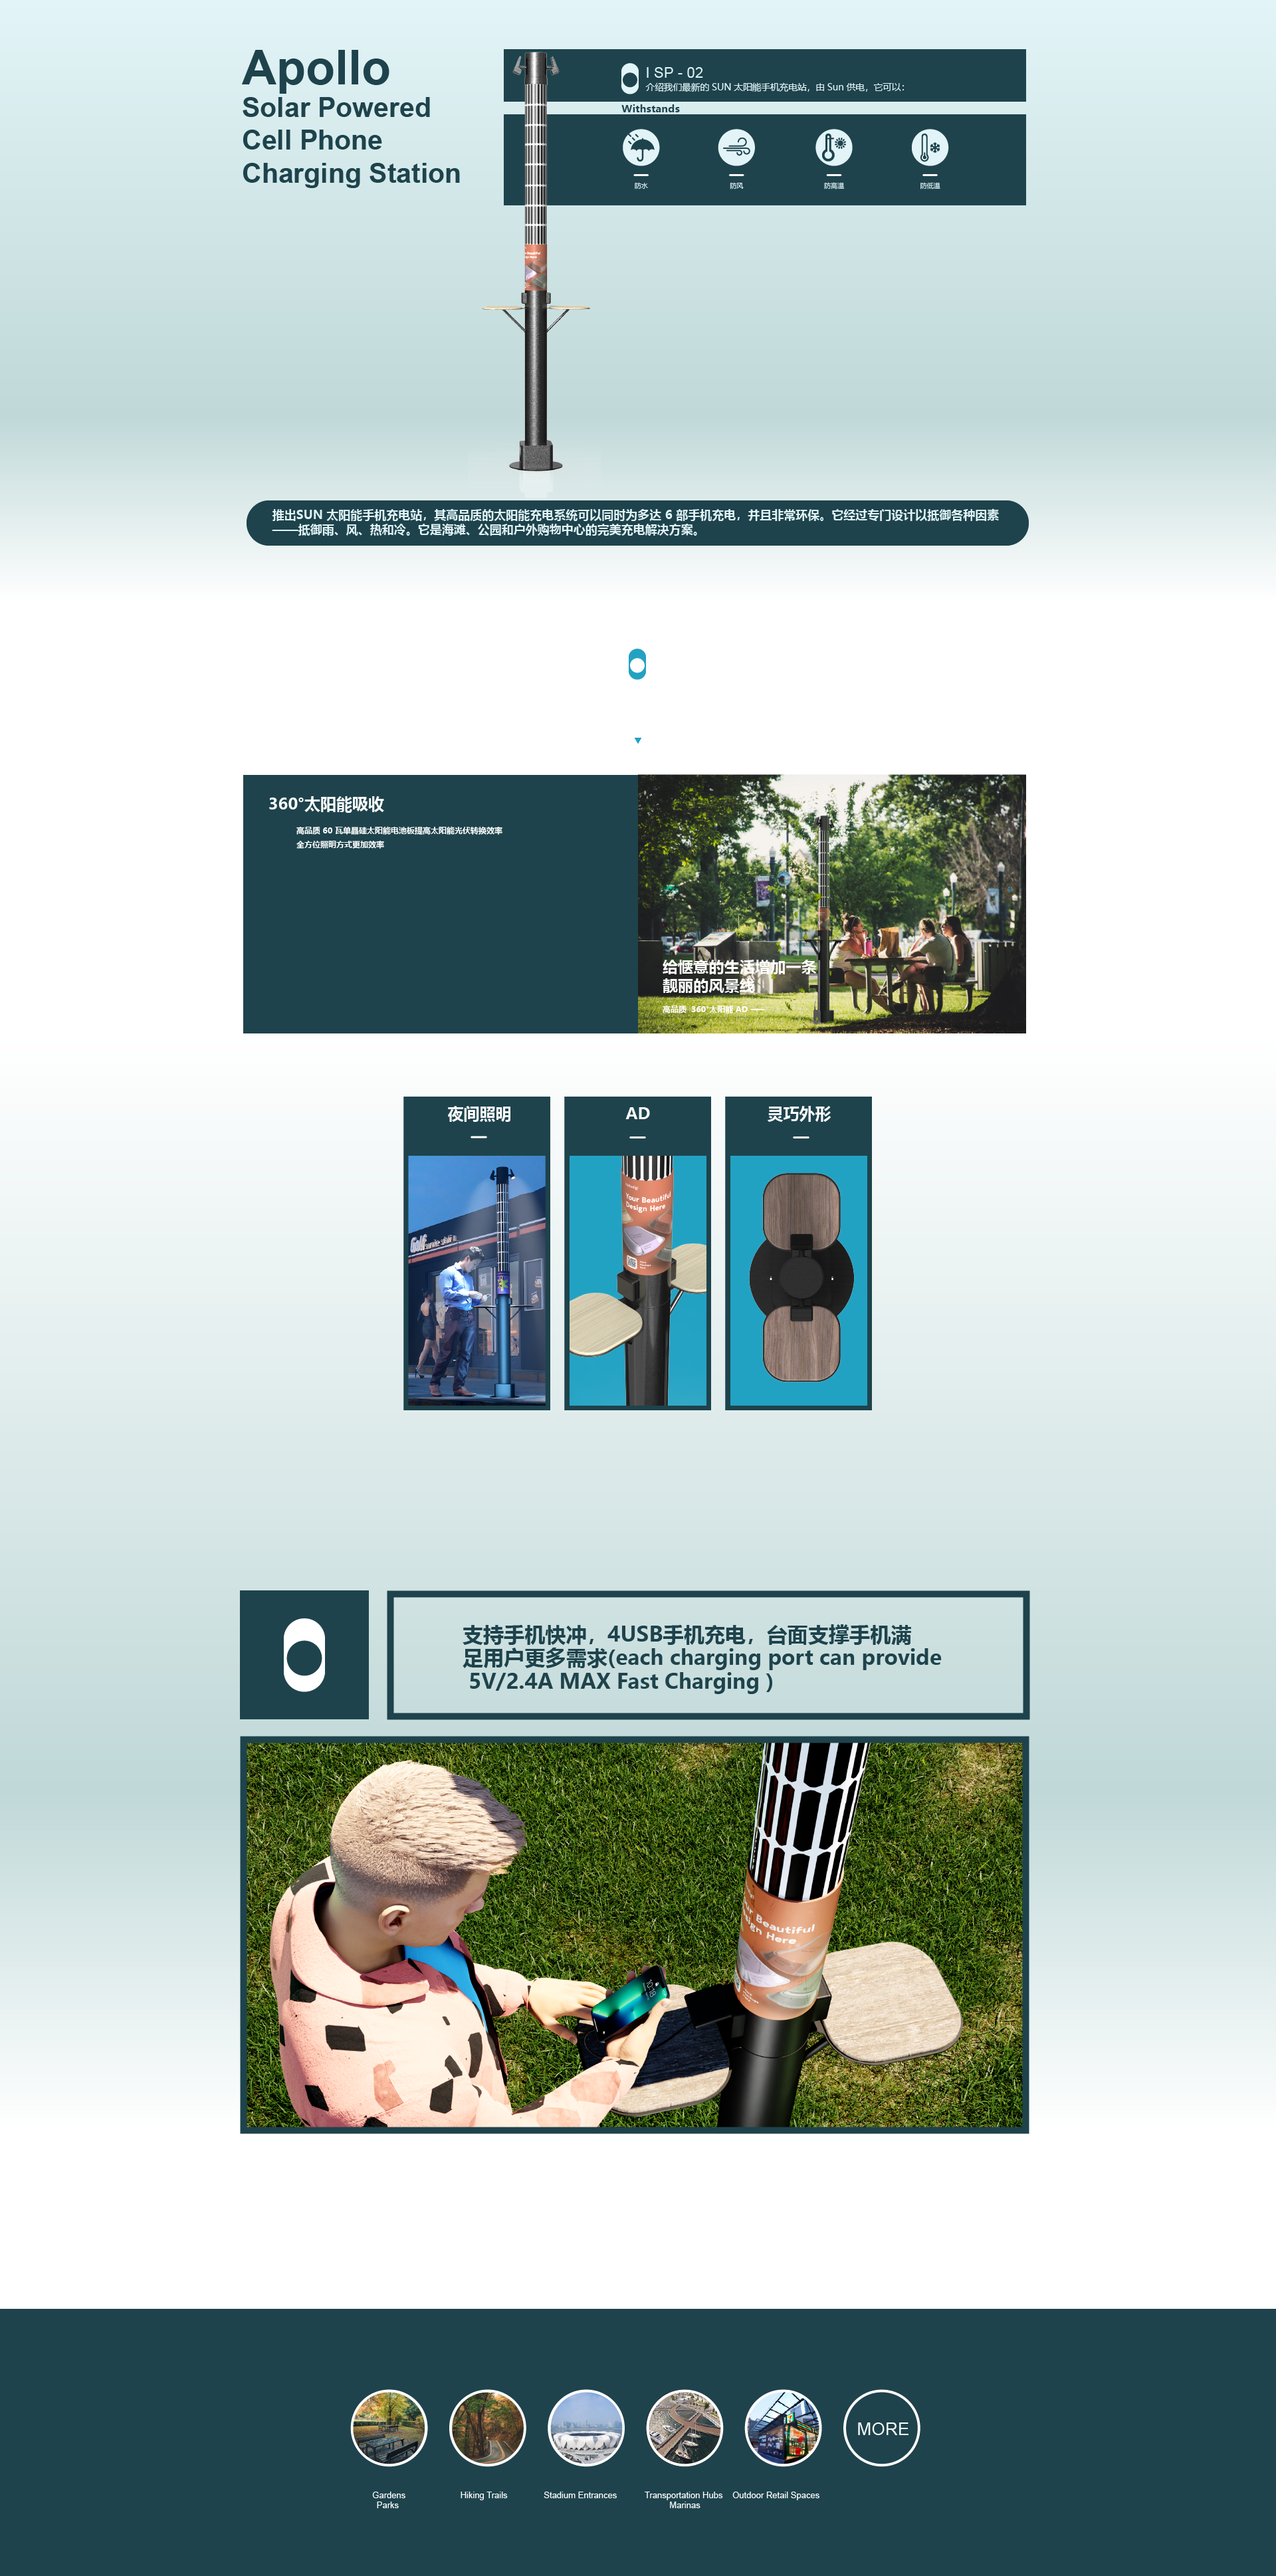 Apollo
Solar Powered
Cell Phone
Charging Station
I SP - 02
介绍我们最新的 SUN 太阳能手机充电站，由 Sun 供电，它可以：
Withstands
防水
防风
防高温
防低温
推出SUN 太阳能手机充电站，其高品质的太阳能充电系统可以同时为多达 6 部手机充电，并且非常环保。它经过专门设计以抵御各种因素
——抵御雨、风、热和冷。它是海滩、公园和户外购物中心的完美充电解决方案。
360°太阳能吸收
高品质 60 瓦单晶硅太阳能电池板提高太阳能光伏转换效率
全方位照明方式更加效率
给惬意的生活增加一条
靓丽的风景线
高品质 360°太阳能 AD ——
夜间照明
AD
灵巧外形
Golf
Your Beautiful
Design Here
支持手机快冲，4USB手机充电，台面支撑手机满
足用户更多需求(each charging port can provide
5V/2.4A MAX Fast Charging )
ur Beautiful
ign Here
MORE
Gardens
Parks
Hiking Trails
Stadium Entrances
Transportation Hubs
Marinas
Outdoor Retail Spaces